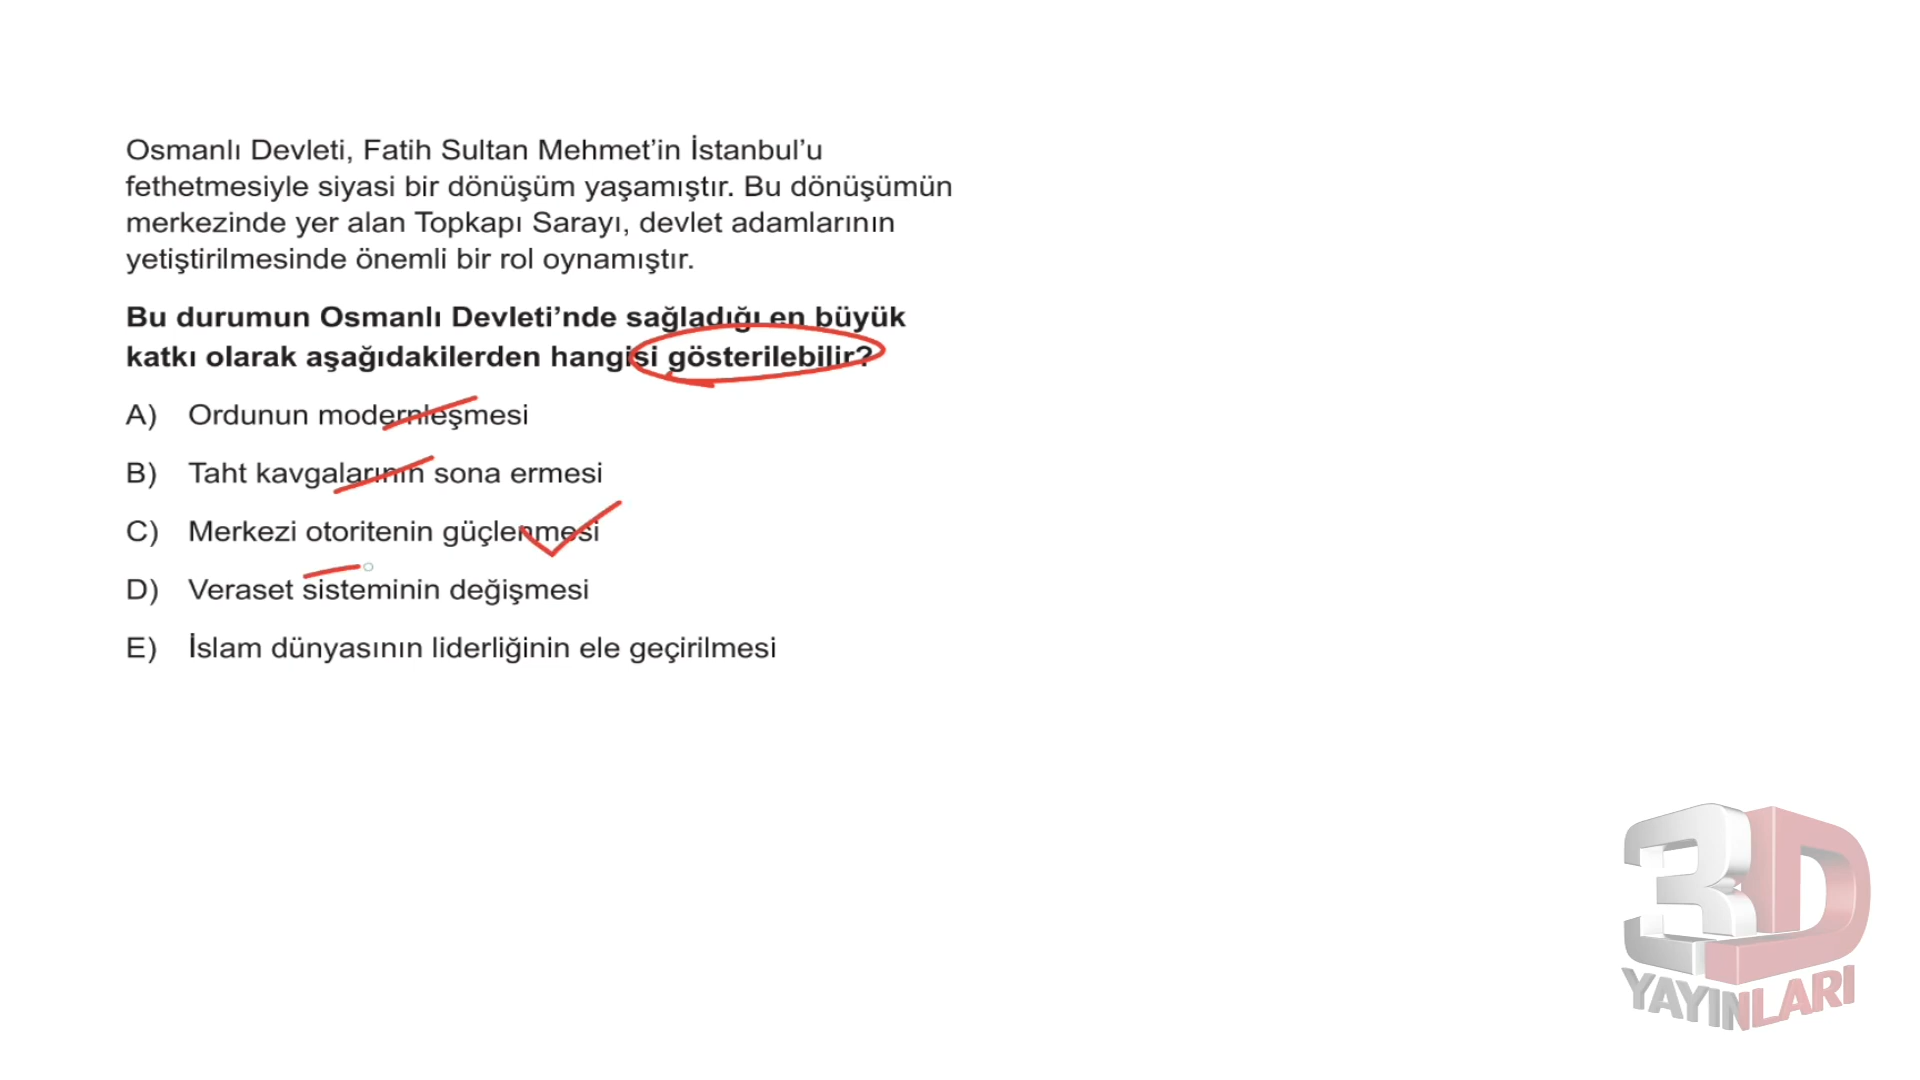 Osmanlı Devleti, Fatih Sultan Mehmet’in İstanbul’u
fethetmesiyle siyasi bir dönüşüm yaşamıştır. Bu dönüşümün
merkezinde yer alan Topkapı Sarayı, devlet adamlarının
yetiştirilmesinde önemli bir rol oynamıştır.
Bu durumun Osmanlı Devleti’nde sağladığı en büyük
katkı olarak aşağıdakilerden hangisi gösterilebilir?
A) Ordunun modernleşmesi
B) Taht kavgalarının sona ermesi
C) Merkezi otoritenin güçlenmesi
D) Veraset sisteminin değişmesi
E) İslam dünyasının liderliğinin ele geçirilmesi
3D
YAYINLARI